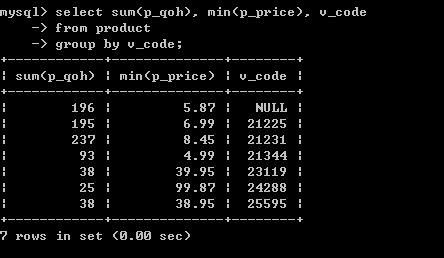 mysql> select sum(p_qoh), min(p_price), v_code
    -> from product
    -> group by v_code;
+------------+--------------+--------+
| sum(p_qoh) | min(p_price) | v_code |
+------------+--------------+--------+
|        196 |         5.87 |   NULL |
|        195 |         6.99 |  21225 |
|        237 |         8.45 |  21231 |
|         93 |         4.99 |  21344 |
|         38 |        39.95 |  23119 |
|         25 |        99.87 |  24288 |
|         38 |        38.95 |  25595 |
+------------+--------------+--------+
7 rows in set (0.00 sec)